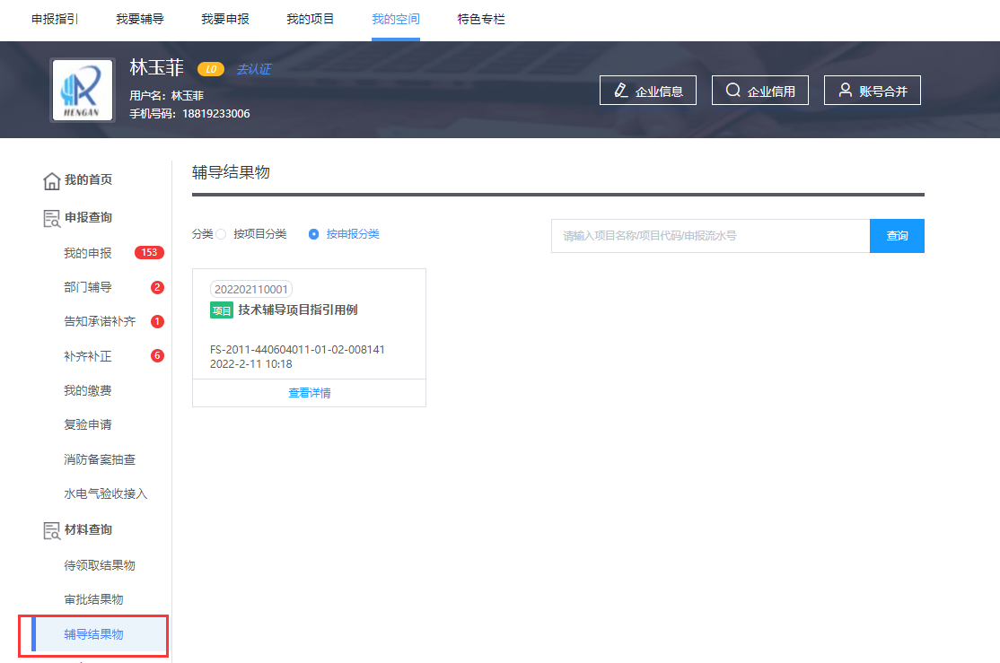 申报指引 我要辅导 我要申报 我的项目 我的空间 特色专栏
林玉菲 L0 去认证
用户名：林玉菲
手机号码：18819233006
HENGAN
企业信息 企业信用 账号合并
我的首页
申报查询
我的申报 153
部门辅导 2
告知承诺补齐 1
补齐补正 6
我的缴费
复验申请
消防备案抽查
水电气验收接入
材料查询
待领取结果物
审批结果物
辅导结果物
辅导结果物
分类 按项目分类 按申报分类
请输入项目名称/项目代码/申报流水号 查询
202202110001
项目 技术辅导项目指引用例
FS-2011-440604011-01-02-008141
2022-2-11 10:18
查看详情